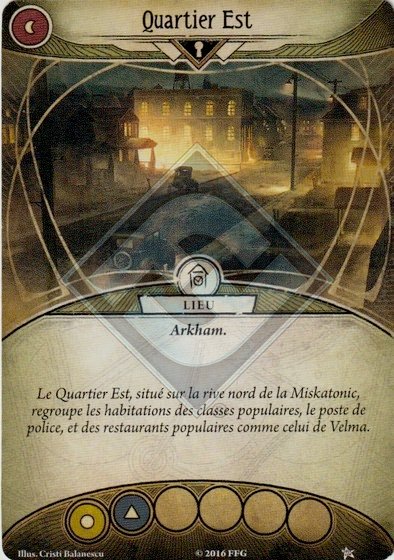 Quartier Est
LIEU
Arkham.
Le Quartier Est, situé sur la rive nord de la Miskatonic,
regroupe les habitations des classes populaires, le poste de
police, et des restaurants populaires comme celui de Velma.
Illus. Cristi Balanescu © 2016 FFG